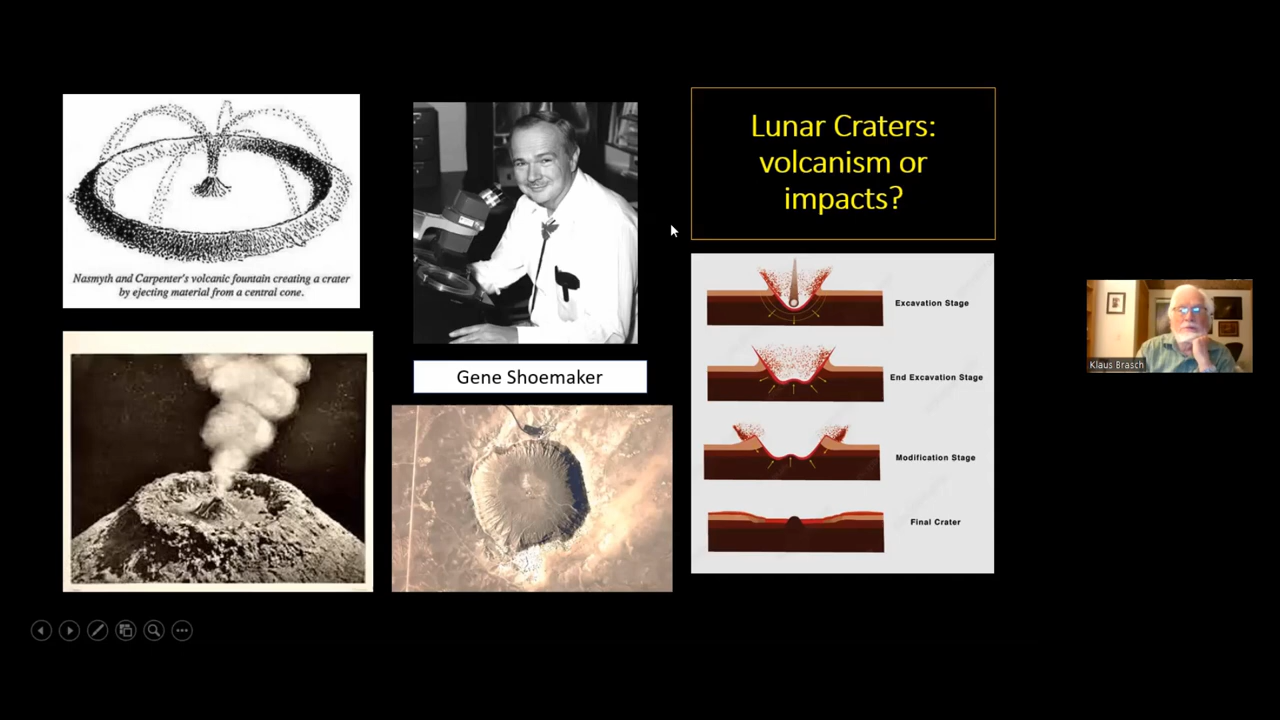 Nasmyth and Carpenter's volcanic fountain creating a crater
by ejecting material from a central cone.
Gene Shoemaker
Lunar Craters:
volcanism or
impacts?
Excavation Stage
End Excavation Stage
Modification Stage
Final Crater
Klaus Brasch